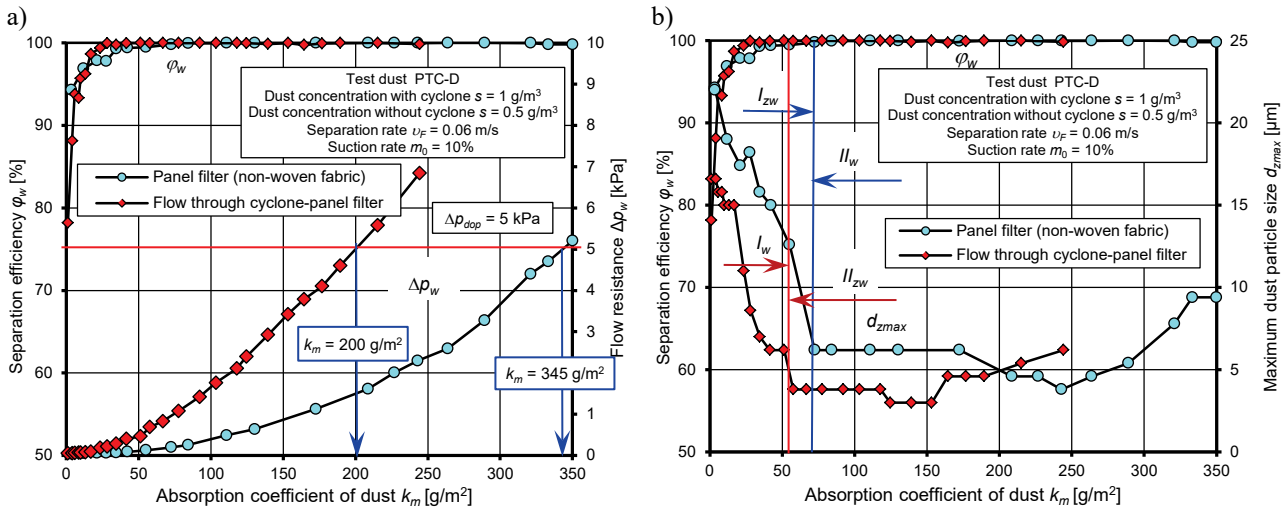 a)
100
90
80
70
60
50
Separation efficiency φw [%]
φw
Test dust PTC-D
Dust concentration with cyclone s = 1 g/m³
Dust concentration without cyclone s = 0.5 g/m³
Separation rate υF = 0.06 m/s
Suction rate m0 = 10%
Panel filter (non-woven fabric)
Flow through cyclone-panel filter
Δpdop = 5 kPa
Δpw
km = 200 g/m²
km = 345 g/m²
10
9
8
7
6
5
4
3
2
1
0
Flow resistance Δpw [kPa]
0 50 100 150 200 250 300 350
Absorption coefficient of dust km [g/m²]
b)
100
90
80
70
60
50
Separation efficiency φw [%]
φw
Test dust PTC-D
Dust concentration with cyclone s = 1 g/m³
Dust concentration without cyclone s = 0.5 g/m³
Separation rate υF = 0.06 m/s
Suction rate m0 = 10%
Izw
IIw
Panel filter (non-woven fabric)
Flow through cyclone-panel filter
Iw
IIzw
dzmax
25
20
15
10
5
0
Maximum dust particle size dzmax [µm]
0 50 100 150 200 250 300 350
Absorption coefficient of dust km [g/m²]